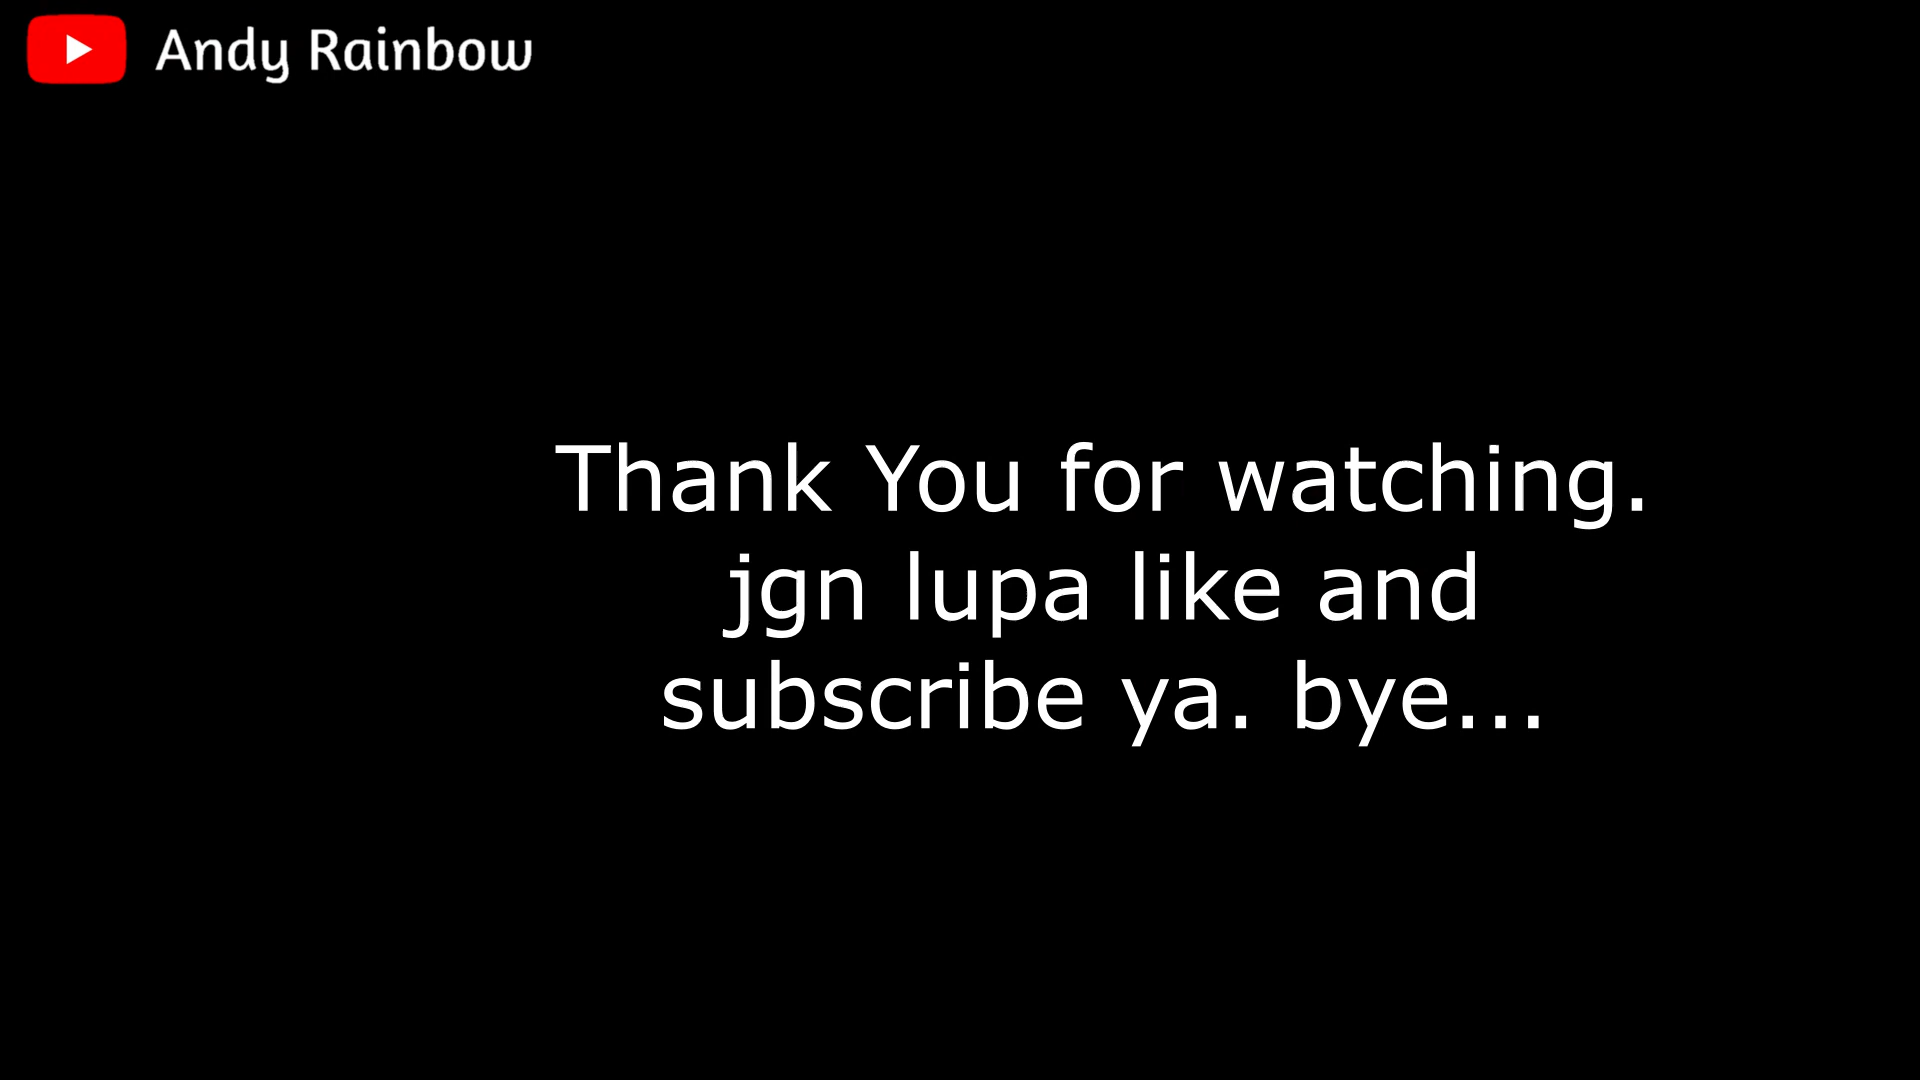 Andy Rainbow
Thank You for watching.
jgn lupa like and
subscribe ya. bye...